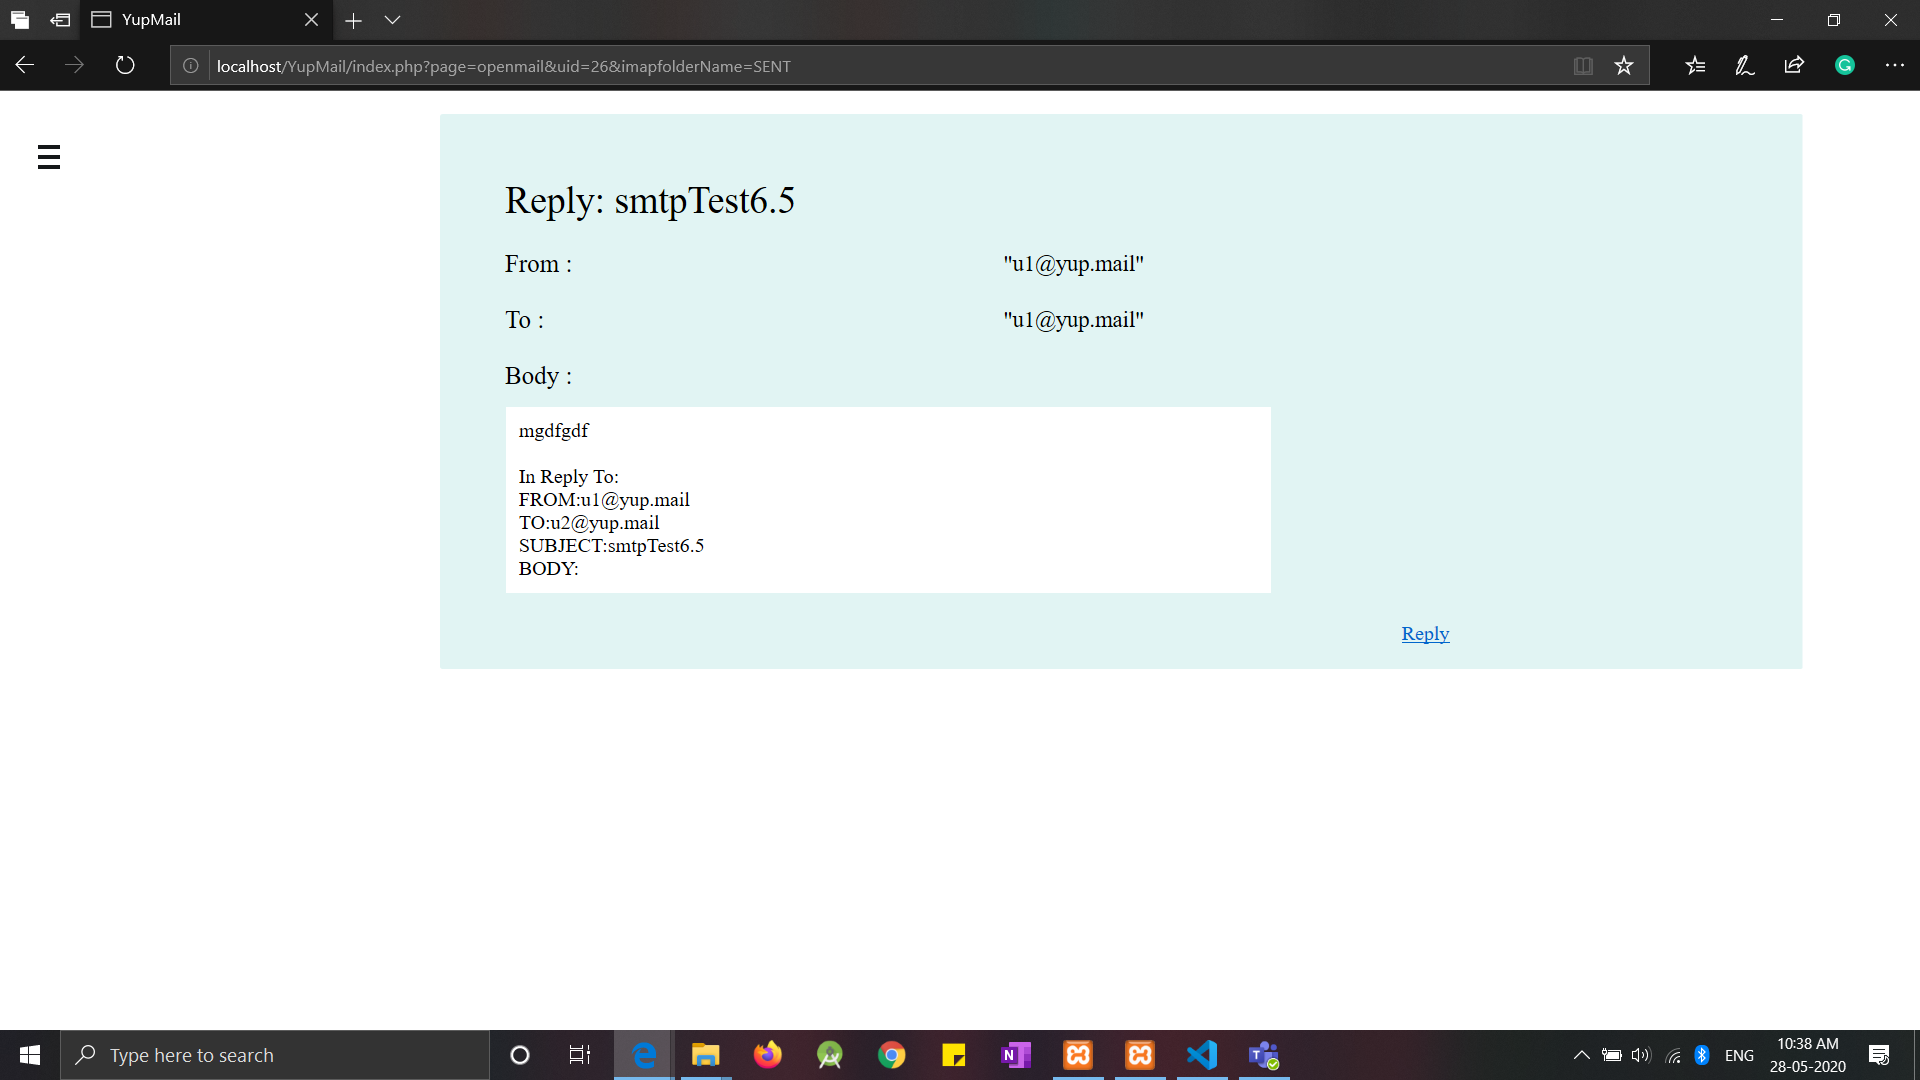 YupMail
localhost/YupMail/index.php?page=openmail&uid=26&imapfolderName=SENT
Reply: smtpTest6.5
From : "u1@yup.mail"
To : "u1@yup.mail"
Body :
mgdfgdf
In Reply To:
FROM:u1@yup.mail
TO:u2@yup.mail
SUBJECT:smtpTest6.5
BODY:
Reply
Type here to search
ENG
10:38 AM
28-05-2020